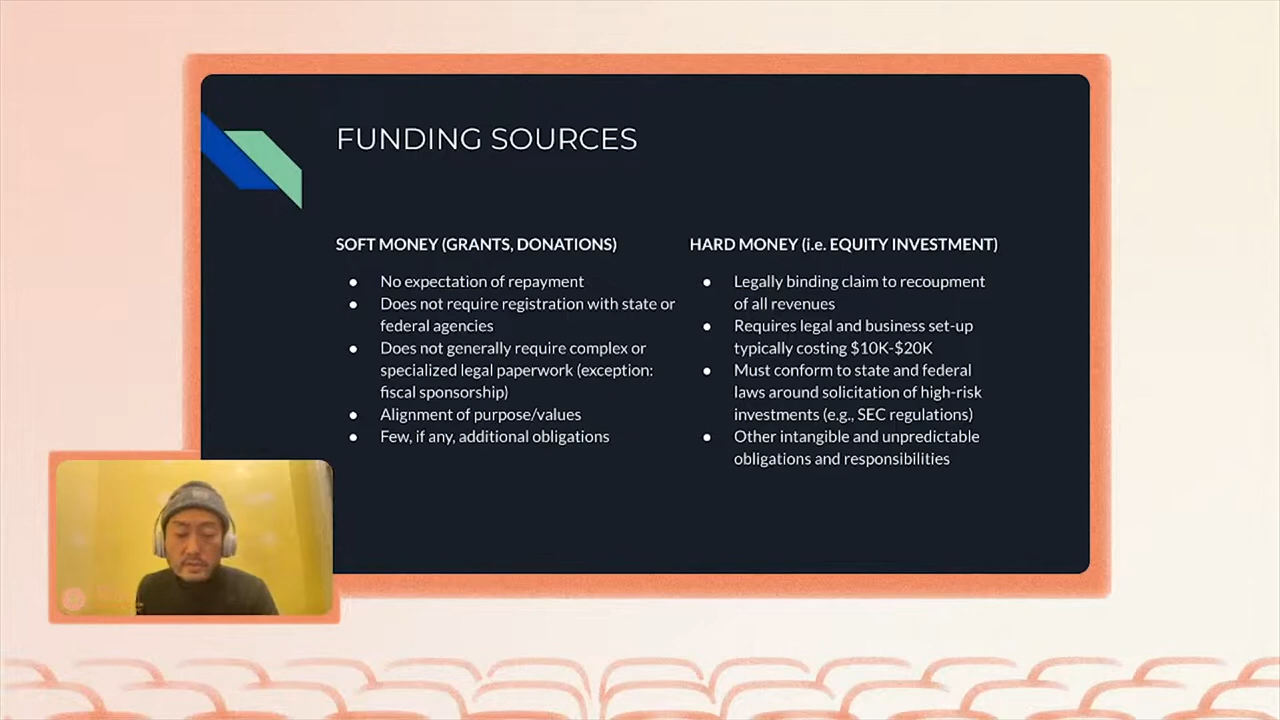 FUNDING SOURCES
SOFT MONEY (GRANTS, DONATIONS)
● No expectation of repayment
● Does not require registration with state or
federal agencies
● Does not generally require complex or
specialized legal paperwork (exception:
fiscal sponsorship)
● Alignment of purpose/values
● Few, if any, additional obligations
HARD MONEY (i.e. EQUITY INVESTMENT)
● Legally binding claim to recoupment
of all revenues
● Requires legal and business set-up
typically costing $10K-$20K
● Must conform to state and federal
laws around solicitation of high-risk
investments (e.g., SEC regulations)
● Other intangible and unpredictable
obligations and responsibilities